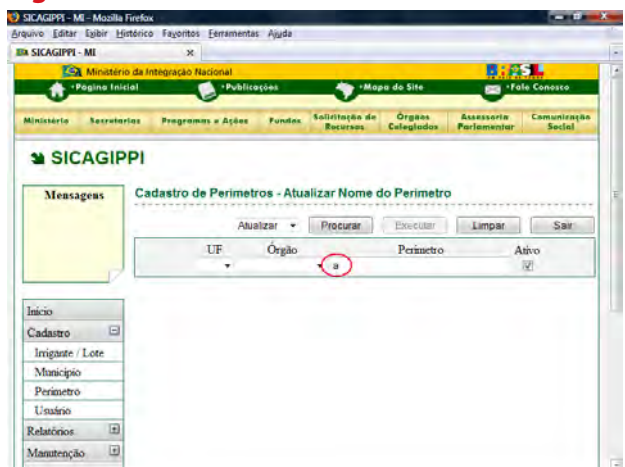 SICAGIPPI - MI - Mozilla Firefox
Arquivo Editar Exibir Histórico Favoritos Ferramentas Ajuda
SICAGIPPI - MI
Ministério da Integração Nacional
Página Inicial Publicações Mapa do Site Fale Conosco
Ministério Secretarias Programas e Ações Fundos Solicitação de Recursos Órgãos Colegiados Assessoria Parlamentar Comunicação Social
SICAGIPPI
Mensagens
Cadastro de Perimetros - Atualizar Nome do Perimetro
Atualizar Procurar Executar Limpar Sair
UF Órgão Perimetro Ativo
a
Início
Cadastro
Irrigante / Lote
Município
Perimetro
Usuário
Relatórios
Manutenção